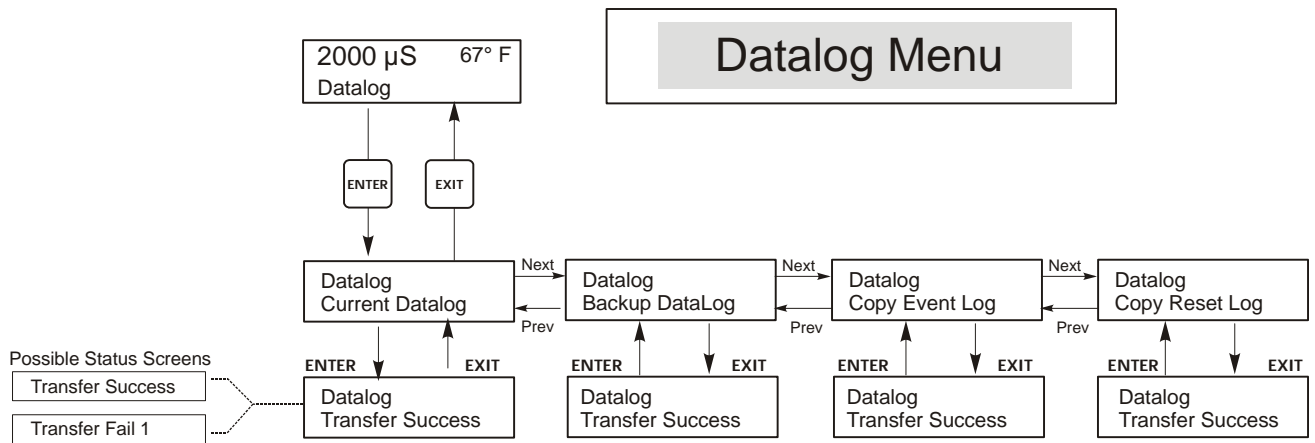 Datalog Menu
2000 µS 67° F
Datalog
ENTER
EXIT
Datalog
Current Datalog
Next
Prev
Datalog
Backup DataLog
Next
Prev
Datalog
Copy Event Log
Next
Prev
Datalog
Copy Reset Log
Possible Status Screens
Transfer Success
Transfer Fail 1
ENTER EXIT
Datalog
Transfer Success
ENTER EXIT
Datalog
Transfer Success
ENTER EXIT
Datalog
Transfer Success
ENTER EXIT
Datalog
Transfer Success